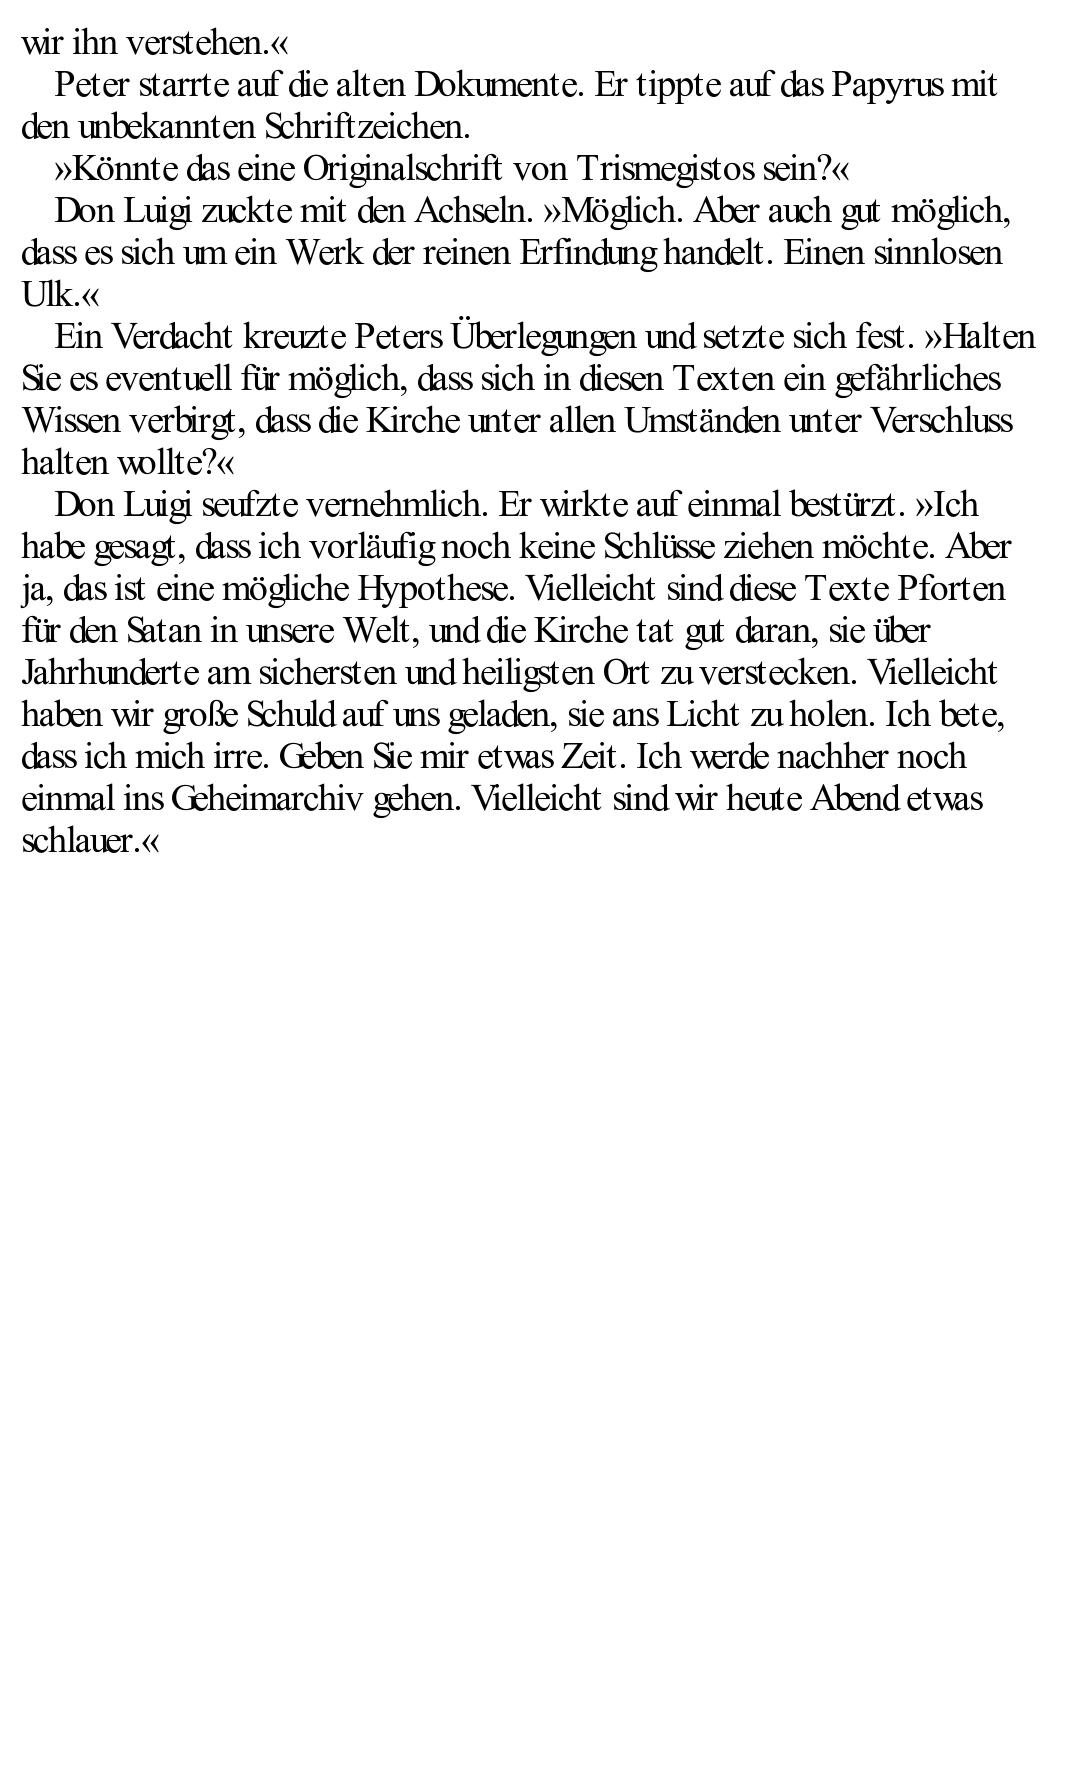 wir ihn verstehen.«
Peter starrte auf die alten Dokumente. Er tippte auf das Papyrus mit
den unbekannten Schriftzeichen.
»Könnte das eine Originalschrift von Trismegistos sein?«
Don Luigi zuckte mit den Achseln. »Möglich. Aber auch gut möglich,
dass es sich um ein Werk der reinen Erfindung handelt. Einen sinnlosen
Ulk.«
Ein Verdacht kreuzte Peters Überlegungen und setzte sich fest. »Halten
Sie es eventuell für möglich, dass sich in diesen Texten ein gefährliches
Wissen verbirgt, dass die Kirche unter allen Umständen unter Verschluss
halten wollte?«
Don Luigi seufzte vernehmlich. Er wirkte auf einmal bestürzt. »Ich
habe gesagt, dass ich vorläufig noch keine Schlüsse ziehen möchte. Aber
ja, das ist eine mögliche Hypothese. Vielleicht sind diese Texte Pforten
für den Satan in unsere Welt, und die Kirche tat gut daran, sie über
Jahrhunderte am sichersten und heiligsten Ort zu verstecken. Vielleicht
haben wir große Schuld auf uns geladen, sie ans Licht zu holen. Ich bete,
dass ich mich irre. Geben Sie mir etwas Zeit. Ich werde nachher noch
einmal ins Geheimarchiv gehen. Vielleicht sind wir heute Abend etwas
schlauer.«